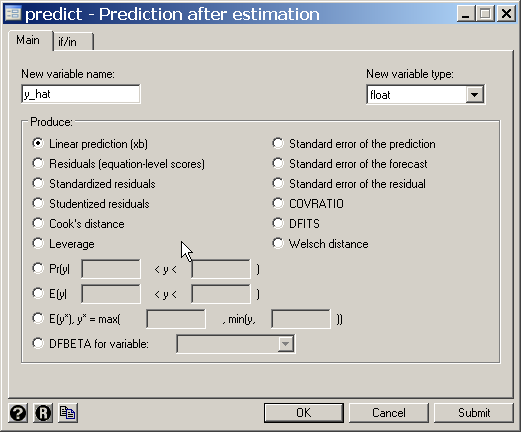 predict - Prediction after estimation
Main if/in
New variable name: New variable type:
y_hat float
Produce:
Linear prediction (xb) Standard error of the prediction
Residuals (equation-level scores) Standard error of the forecast
Standardized residuals Standard error of the residual
Studentized residuals COVRATIO
Cook's distance DFITS
Leverage Welsch distance
Pr(y| < y < )
E(y| < y < )
E(y*), y* = max( , min(y, ))
DFBETA for variable:
? R OK Cancel Submit